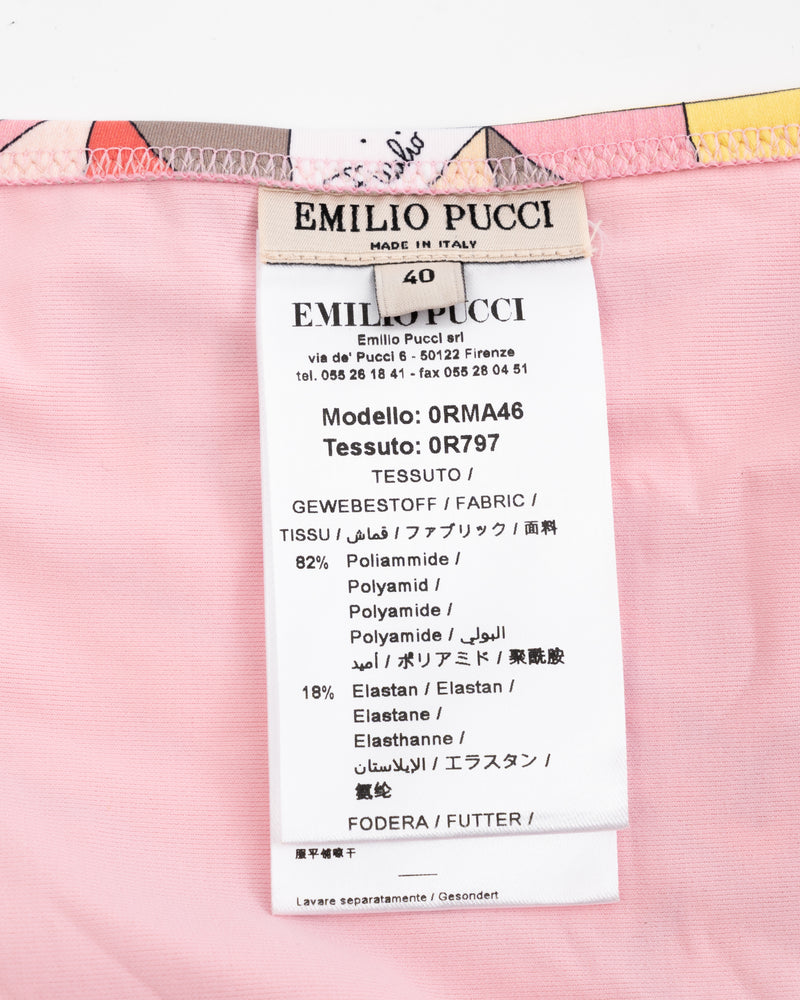 Emilio
EMILIO PUCCI
MADE IN ITALY
40
EMILIO PUCCI
Emilio Pucci srl
via de' Pucci 6 - 50122 Firenze
tel. 055 26 18 41 - fax 055 28 04 51
Modello: 0RMA46
Tessuto: 0R797
TESSUTO /
GEWEBESTOFF / FABRIC /
TISSU / قماش / ファブリック / 面料
82% Poliammide /
Polyamid /
Polyamide /
Polyamide / البولي
أميد / ポリアミド / 聚酰胺
18% Elastan / Elastan /
Elastane /
Elasthanne /
الإيلاستان / エラスタン /
氨纶
FODERA / FUTTER /
Lavare separatamente / Gesondert